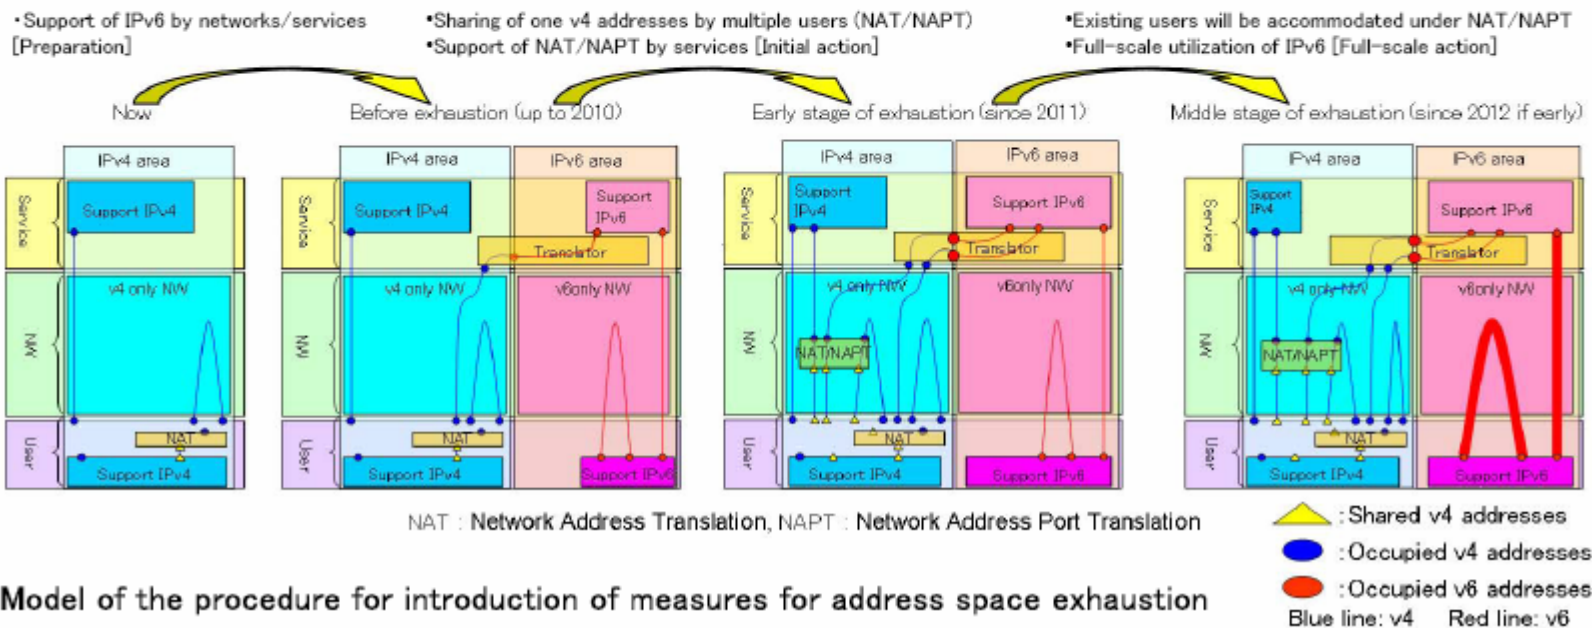 ・Support of IPv6 by networks/services
[Preparation]
•Sharing of one v4 addresses by multiple users (NAT/NAPT)
•Support of NAT/NAPT by services [Initial action]
•Existing users will be accommodated under NAT/NAPT
•Full-scale utilization of IPv6 [Full-scale action]
Now
Before exhaustion (up to 2010)
Early stage of exhaustion (since 2011)
Middle stage of exhaustion (since 2012 if early)
IPv4 area
Service
Support IPv4
NW
v4 only NW
User
NAT
Support IPv4
IPv4 area
IPv6 area
Service
Support IPv4
Support
IPv6
Translator
NW
v4 only NW
v6only NW
User
NAT
Support IPv4
Support IPv6
IPv4 area
IPv6 area
Service
Support
IPv4
Support IPv6
Translator
NW
v4 only NW
v6only NW
NAT/NAPT
User
NAT
Support IPv4
Support IPv6
IPv4 area
IPv6 area
Service
Support
IPv4
Support IPv6
Translator
NW
v4 only NW
v6only NW
NAT/NAPT
User
NAT
Support IPv4
Support IPv6
NAT : Network Address Translation, NAPT : Network Address Port Translation
:Shared v4 addresses
:Occupied v4 addresses
:Occupied v6 addresses
Blue line: v4 Red line: v6
Model of the procedure for introduction of measures for address space exhaustion